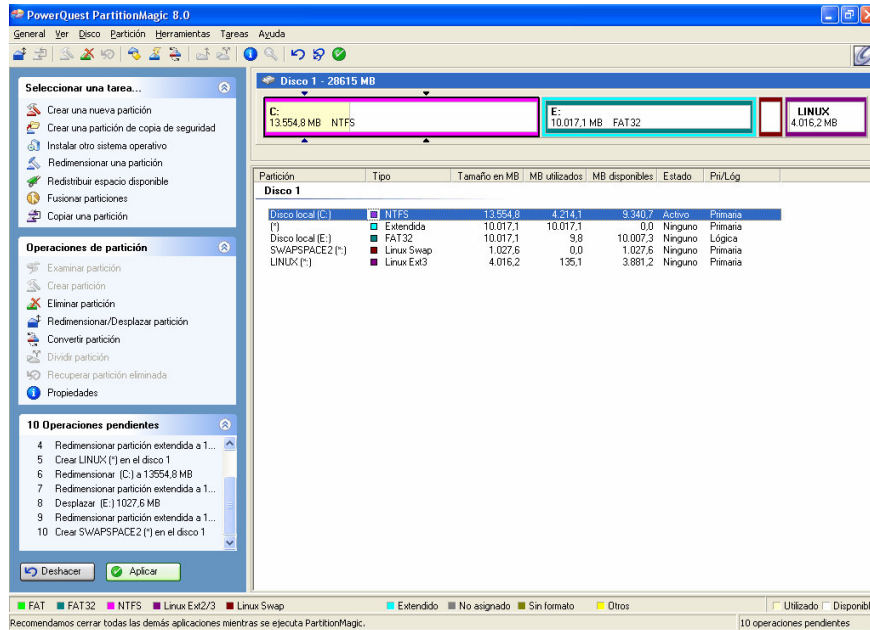 PowerQuest PartitionMagic 8.0
General Ver Disco Partición Herramientas Tareas Ayuda
Seleccionar una tarea...
Crear una nueva partición
Crear una partición de copia de seguridad
Instalar otro sistema operativo
Redimensionar una partición
Redistribuir espacio disponible
Fusionar particiones
Copiar una partición
Operaciones de partición
Examinar partición
Crear partición
Eliminar partición
Redimensionar/Desplazar partición
Convertir partición
Dividir partición
Recuperar partición eliminada
Propiedades
10 Operaciones pendientes
4 Redimensionar partición extendida a 1...
5 Crear LINUX (*) en el disco 1
6 Redimensionar (C:) a 13554,8 MB
7 Redimensionar partición extendida a 1...
8 Desplazar (E:) 1027,6 MB
9 Redimensionar partición extendida a 1...
10 Crear SWAPSPACE2 (*) en el disco 1
Deshacer Aplicar
Disco 1 - 28615 MB
C:
13.554,8 MB NTFS
E:
10.017,1 MB FAT32
LINUX
4.016,2 MB
Partición Tipo Tamaño en MB MB utilizados MB disponibles Estado Pri/Lóg
Disco 1
Disco local (C:) NTFS 13.554,8 4.214,1 9.340,7 Activo Primaria
(*) Extendida 10.017,1 10.017,1 0,0 Ninguno Primaria
Disco local (E:) FAT32 10.017,1 9,8 10.007,3 Ninguno Lógica
SWAPSPACE2 (*:) Linux Swap 1.027,6 0,0 1.027,6 Ninguno Primaria
LINUX (*:) Linux Ext3 4.016,2 135,1 3.881,2 Ninguno Primaria
FAT FAT32 NTFS Linux Ext2/3 Linux Swap Extendido No asignado Sin formato Otros Utilizado Disponibl
Recomendamos cerrar todas las demás aplicaciones mientras se ejecuta PartitionMagic. 10 operaciones pendientes